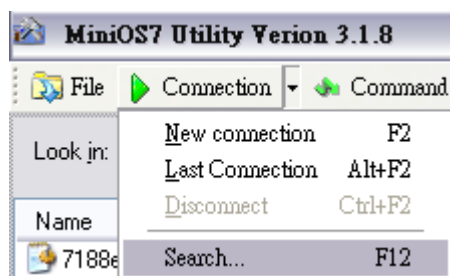 MiniOS7 Utility Verion 3.1.8
File Connection Command
New connection F2
Look in:
Last Connection Alt+F2
Disconnect Ctrl+F2
Name
7188e
Search... F12